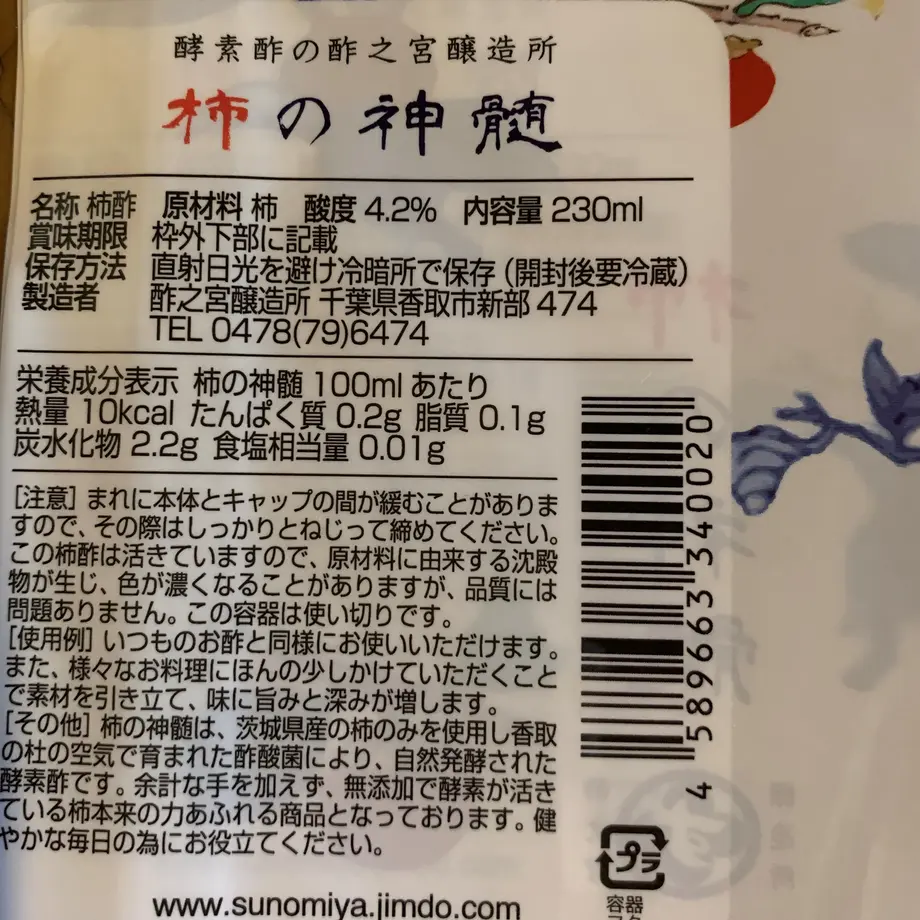 酵素酢の酢之宮醸造所
柿の神髄
名称 柿酢 原材料 柿 酸度 4.2% 内容量 230ml
賞味期限 枠外下部に記載
保存方法 直射日光を避け冷暗所で保存（開封後要冷蔵）
製造者 酢之宮醸造所 千葉県香取市新部 474
TEL 0478(79)6474
栄養成分表示 柿の神髄 100ml あたり
熱量 10kcal たんぱく質 0.2g 脂質 0.1g
炭水化物 2.2g 食塩相当量 0.01g
［注意］まれに本体とキャップの間が緩むことがありま
すので、その際はしっかりとねじって締めてください。
この柿酢は活きていますので、原材料に由来する沈殿
物が生じ、色が濃くなることがありますが、品質には
問題ありません。この容器は使い切りです。
［使用例］いつものお酢と同様にお使いいただけます。
また、様々なお料理にほんの少しかけていただくこと
で素材を引き立て、味に旨みと深みが増します。
［その他］柿の神髄は、茨城県産の柿のみを使用し香取
の杜の空気で育まれた酢酸菌により、自然発酵された
酵素酢です。余計な手を加えず、無添加で酵素が活き
ている柿本来の力あふれる商品となっております。健
やかな毎日の為にお役立てください。
www.sunomiya.jimdo.com
4 589663 340020
プラ
容器